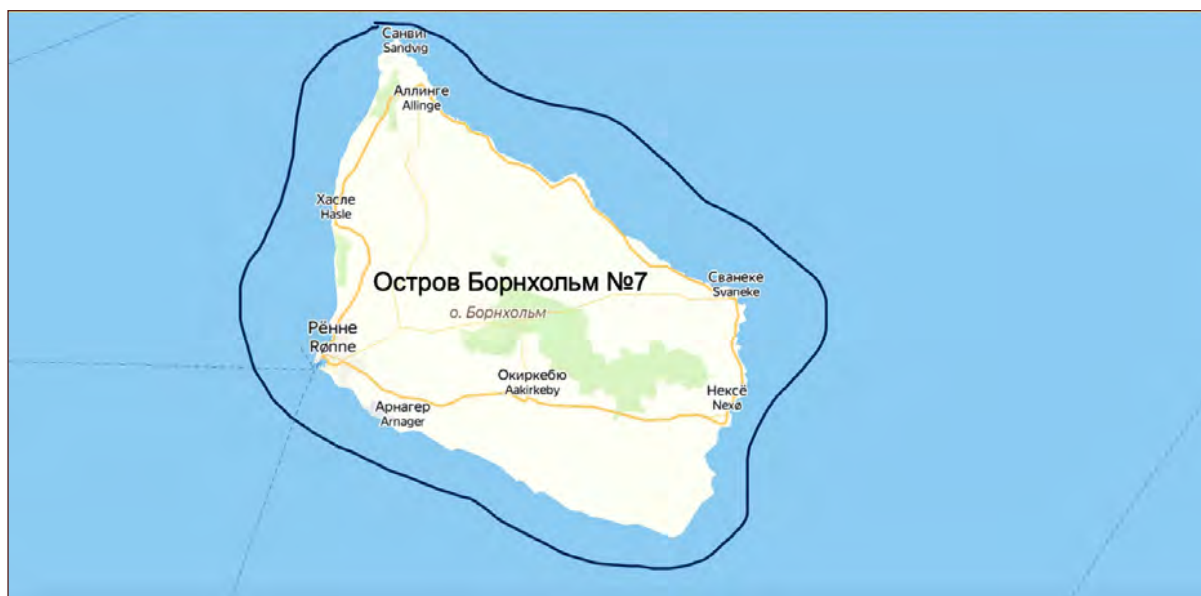 Санвиг
Sandvig
Аллинге
Allinge
Хасле
Hasle
Сванеке
Svaneke
Остров Борнхольм №7
о. Борнхольм
Рённе
Rønne
Окиркебю
Aakirkeby
Нексё
Nexø
Арнагер
Arnager